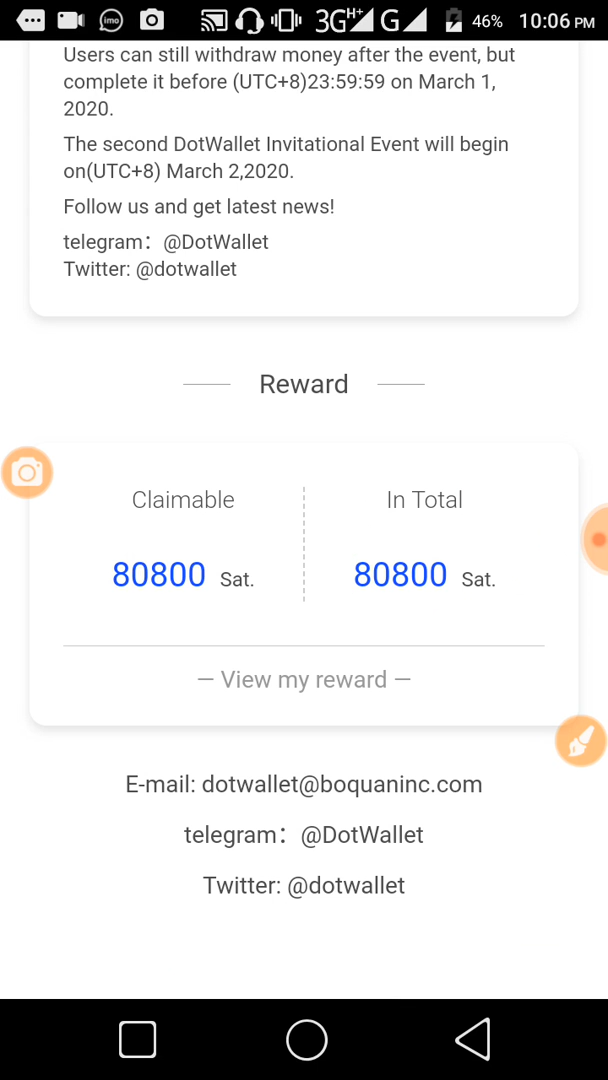 imo 3G H+ G 46% 10:06 PM
Users can still withdraw money after the event, but
complete it before (UTC+8)23:59:59 on March 1,
2020.
The second DotWallet Invitational Event will begin
on(UTC+8) March 2,2020.
Follow us and get latest news!
telegram：@DotWallet
Twitter: @dotwallet
Reward
Claimable In Total
80800 Sat. 80800 Sat.
— View my reward —
E-mail: dotwallet@boquaninc.com
telegram：@DotWallet
Twitter: @dotwallet